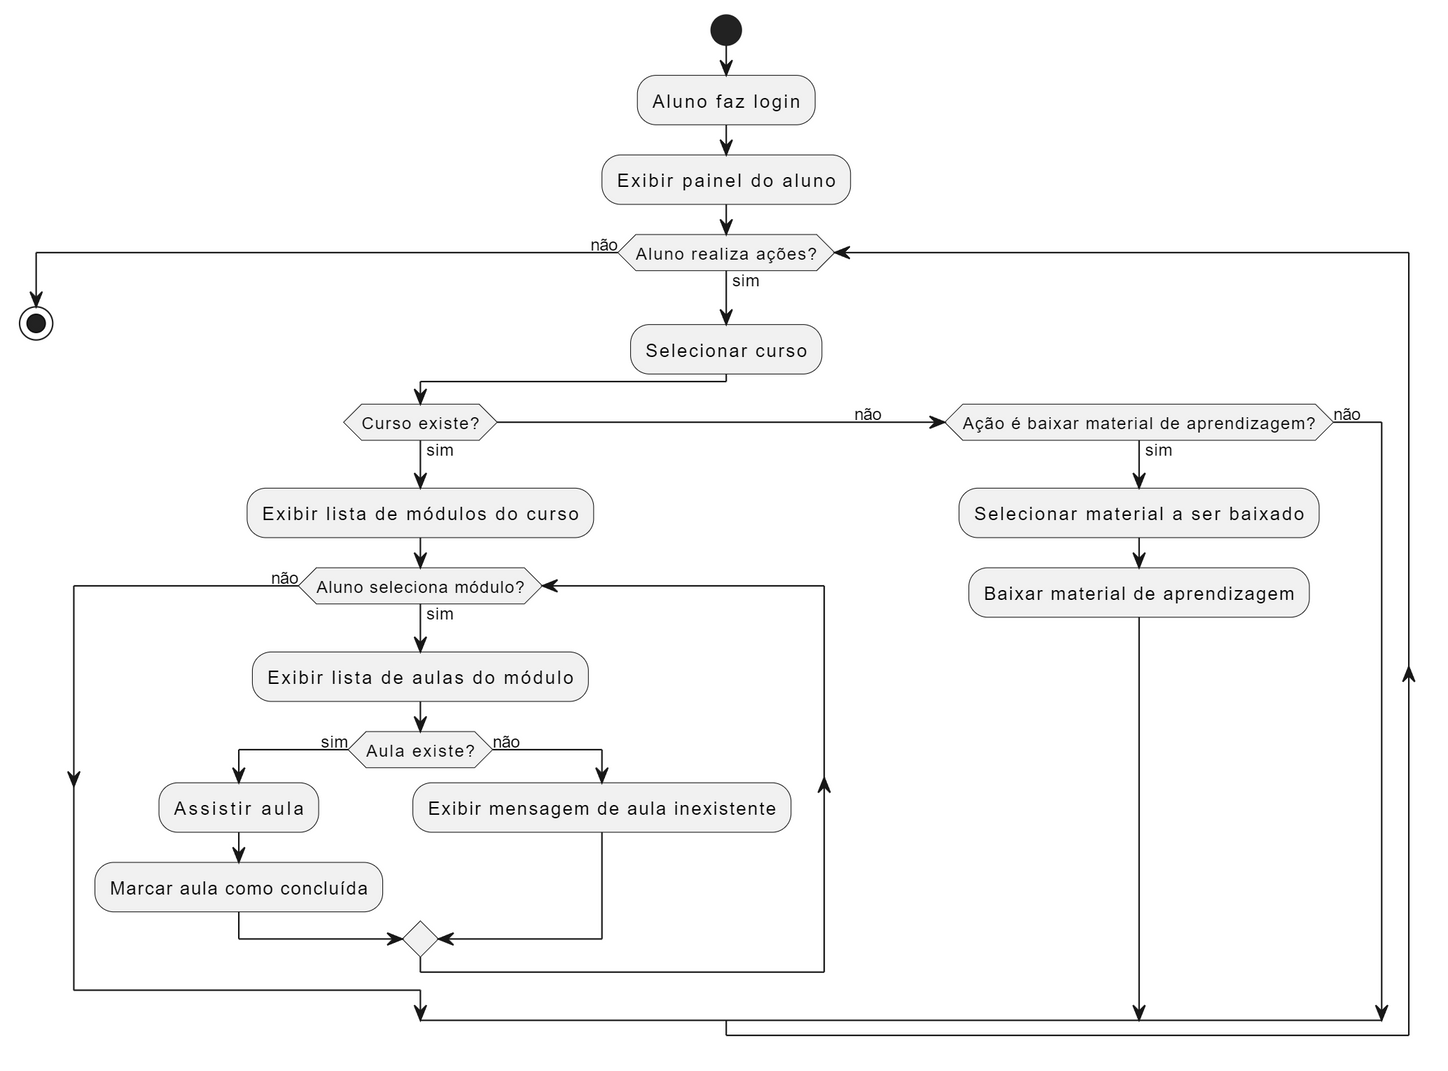 Aluno faz login
Exibir painel do aluno
não
Aluno realiza ações?
sim
Selecionar curso
Curso existe?
não
Ação é baixar material de aprendizagem?
não
sim
sim
Exibir lista de módulos do curso
Selecionar material a ser baixado
não
Aluno seleciona módulo?
Baixar material de aprendizagem
sim
Exibir lista de aulas do módulo
sim
Aula existe?
não
Assistir aula
Exibir mensagem de aula inexistente
Marcar aula como concluída